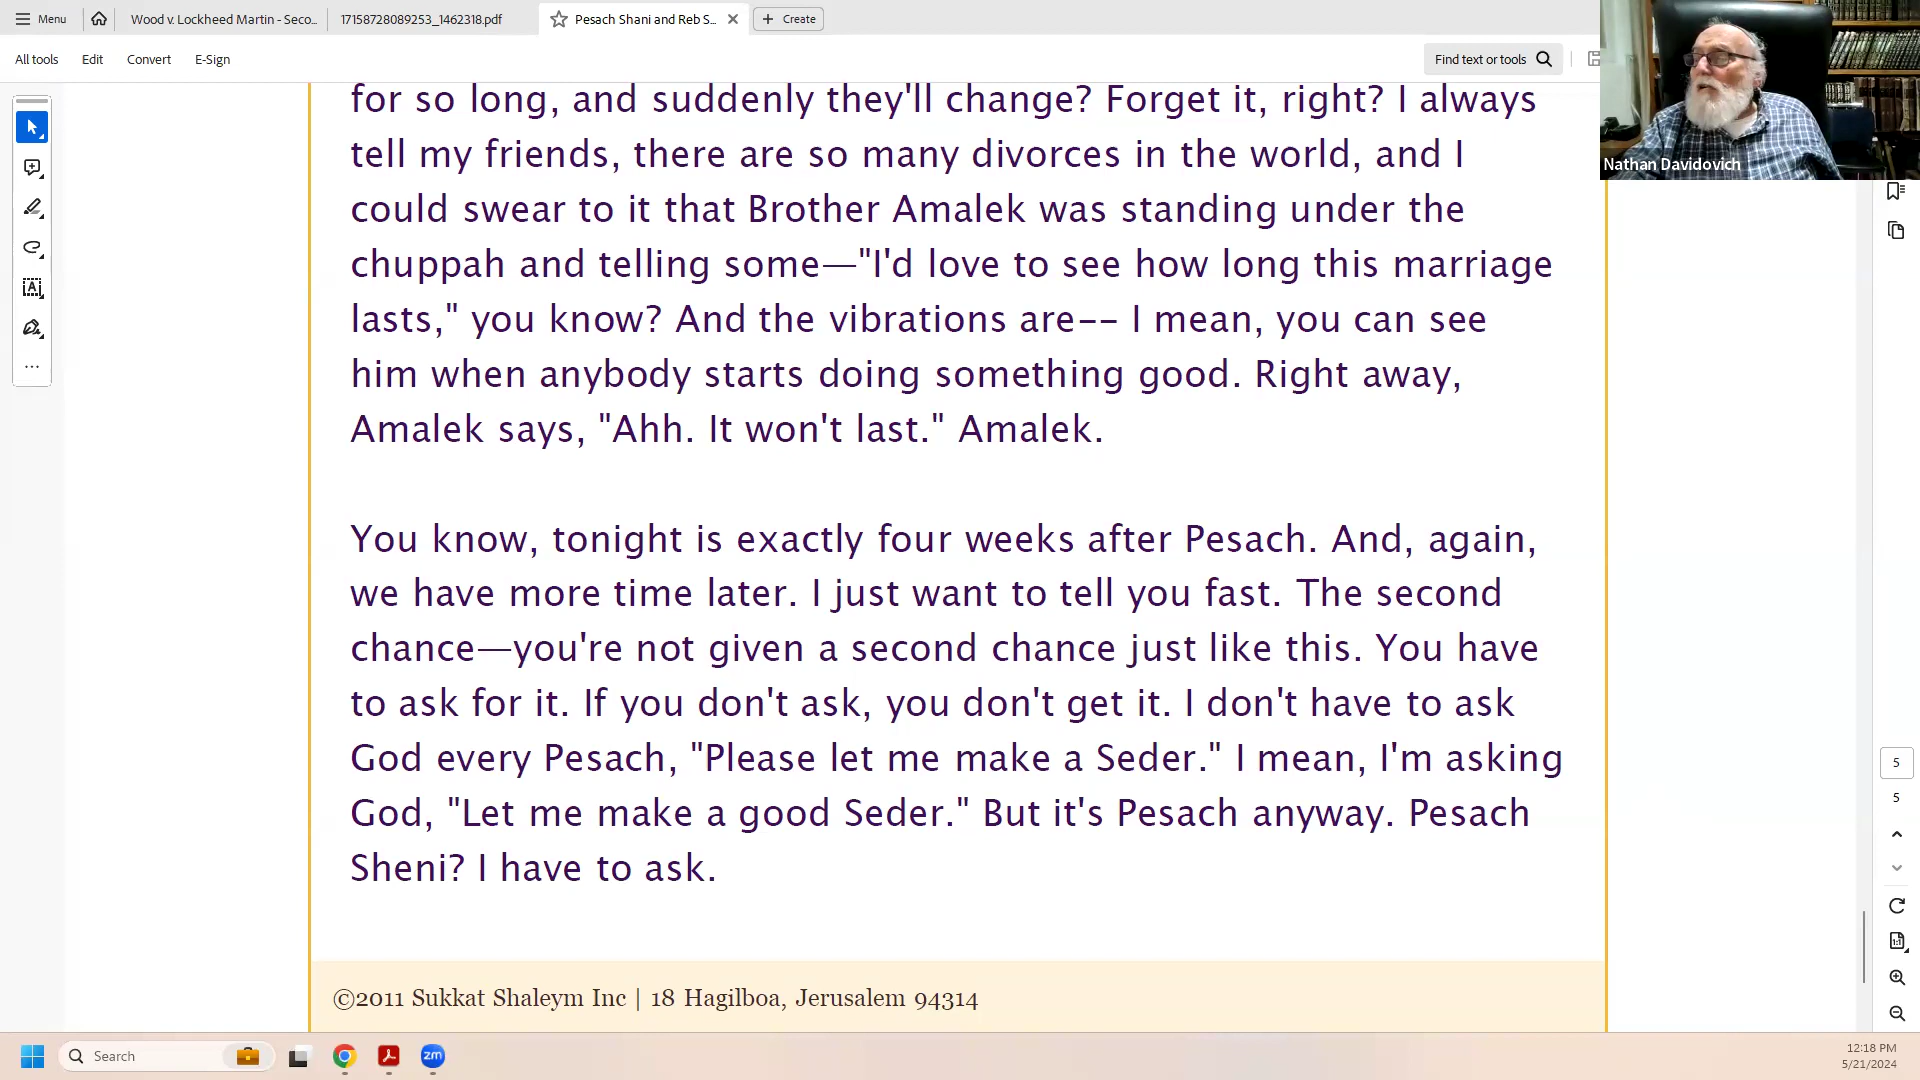 Menu
Wood v. Lockheed Martin - Seco...
17158728089253_1462318.pdf
Pesach Shani and Reb S...
Create
All tools
Edit
Convert
E-Sign
Find text or tools
Nathan Davidovich
for so long, and suddenly they'll change? Forget it, right? I always
tell my friends, there are so many divorces in the world, and I
could swear to it that Brother Amalek was standing under the
chuppah and telling some—"I'd love to see how long this marriage
lasts," you know? And the vibrations are-- I mean, you can see
him when anybody starts doing something good. Right away,
Amalek says, "Ahh. It won't last." Amalek.
You know, tonight is exactly four weeks after Pesach. And, again,
we have more time later. I just want to tell you fast. The second
chance—you're not given a second chance just like this. You have
to ask for it. If you don't ask, you don't get it. I don't have to ask
God every Pesach, "Please let me make a Seder." I mean, I'm asking
God, "Let me make a good Seder." But it's Pesach anyway. Pesach
Sheni? I have to ask.
5
5
©2011 Sukkat Shaleym Inc | 18 Hagilboa, Jerusalem 94314
Search
zm
12:18 PM
5/21/2024